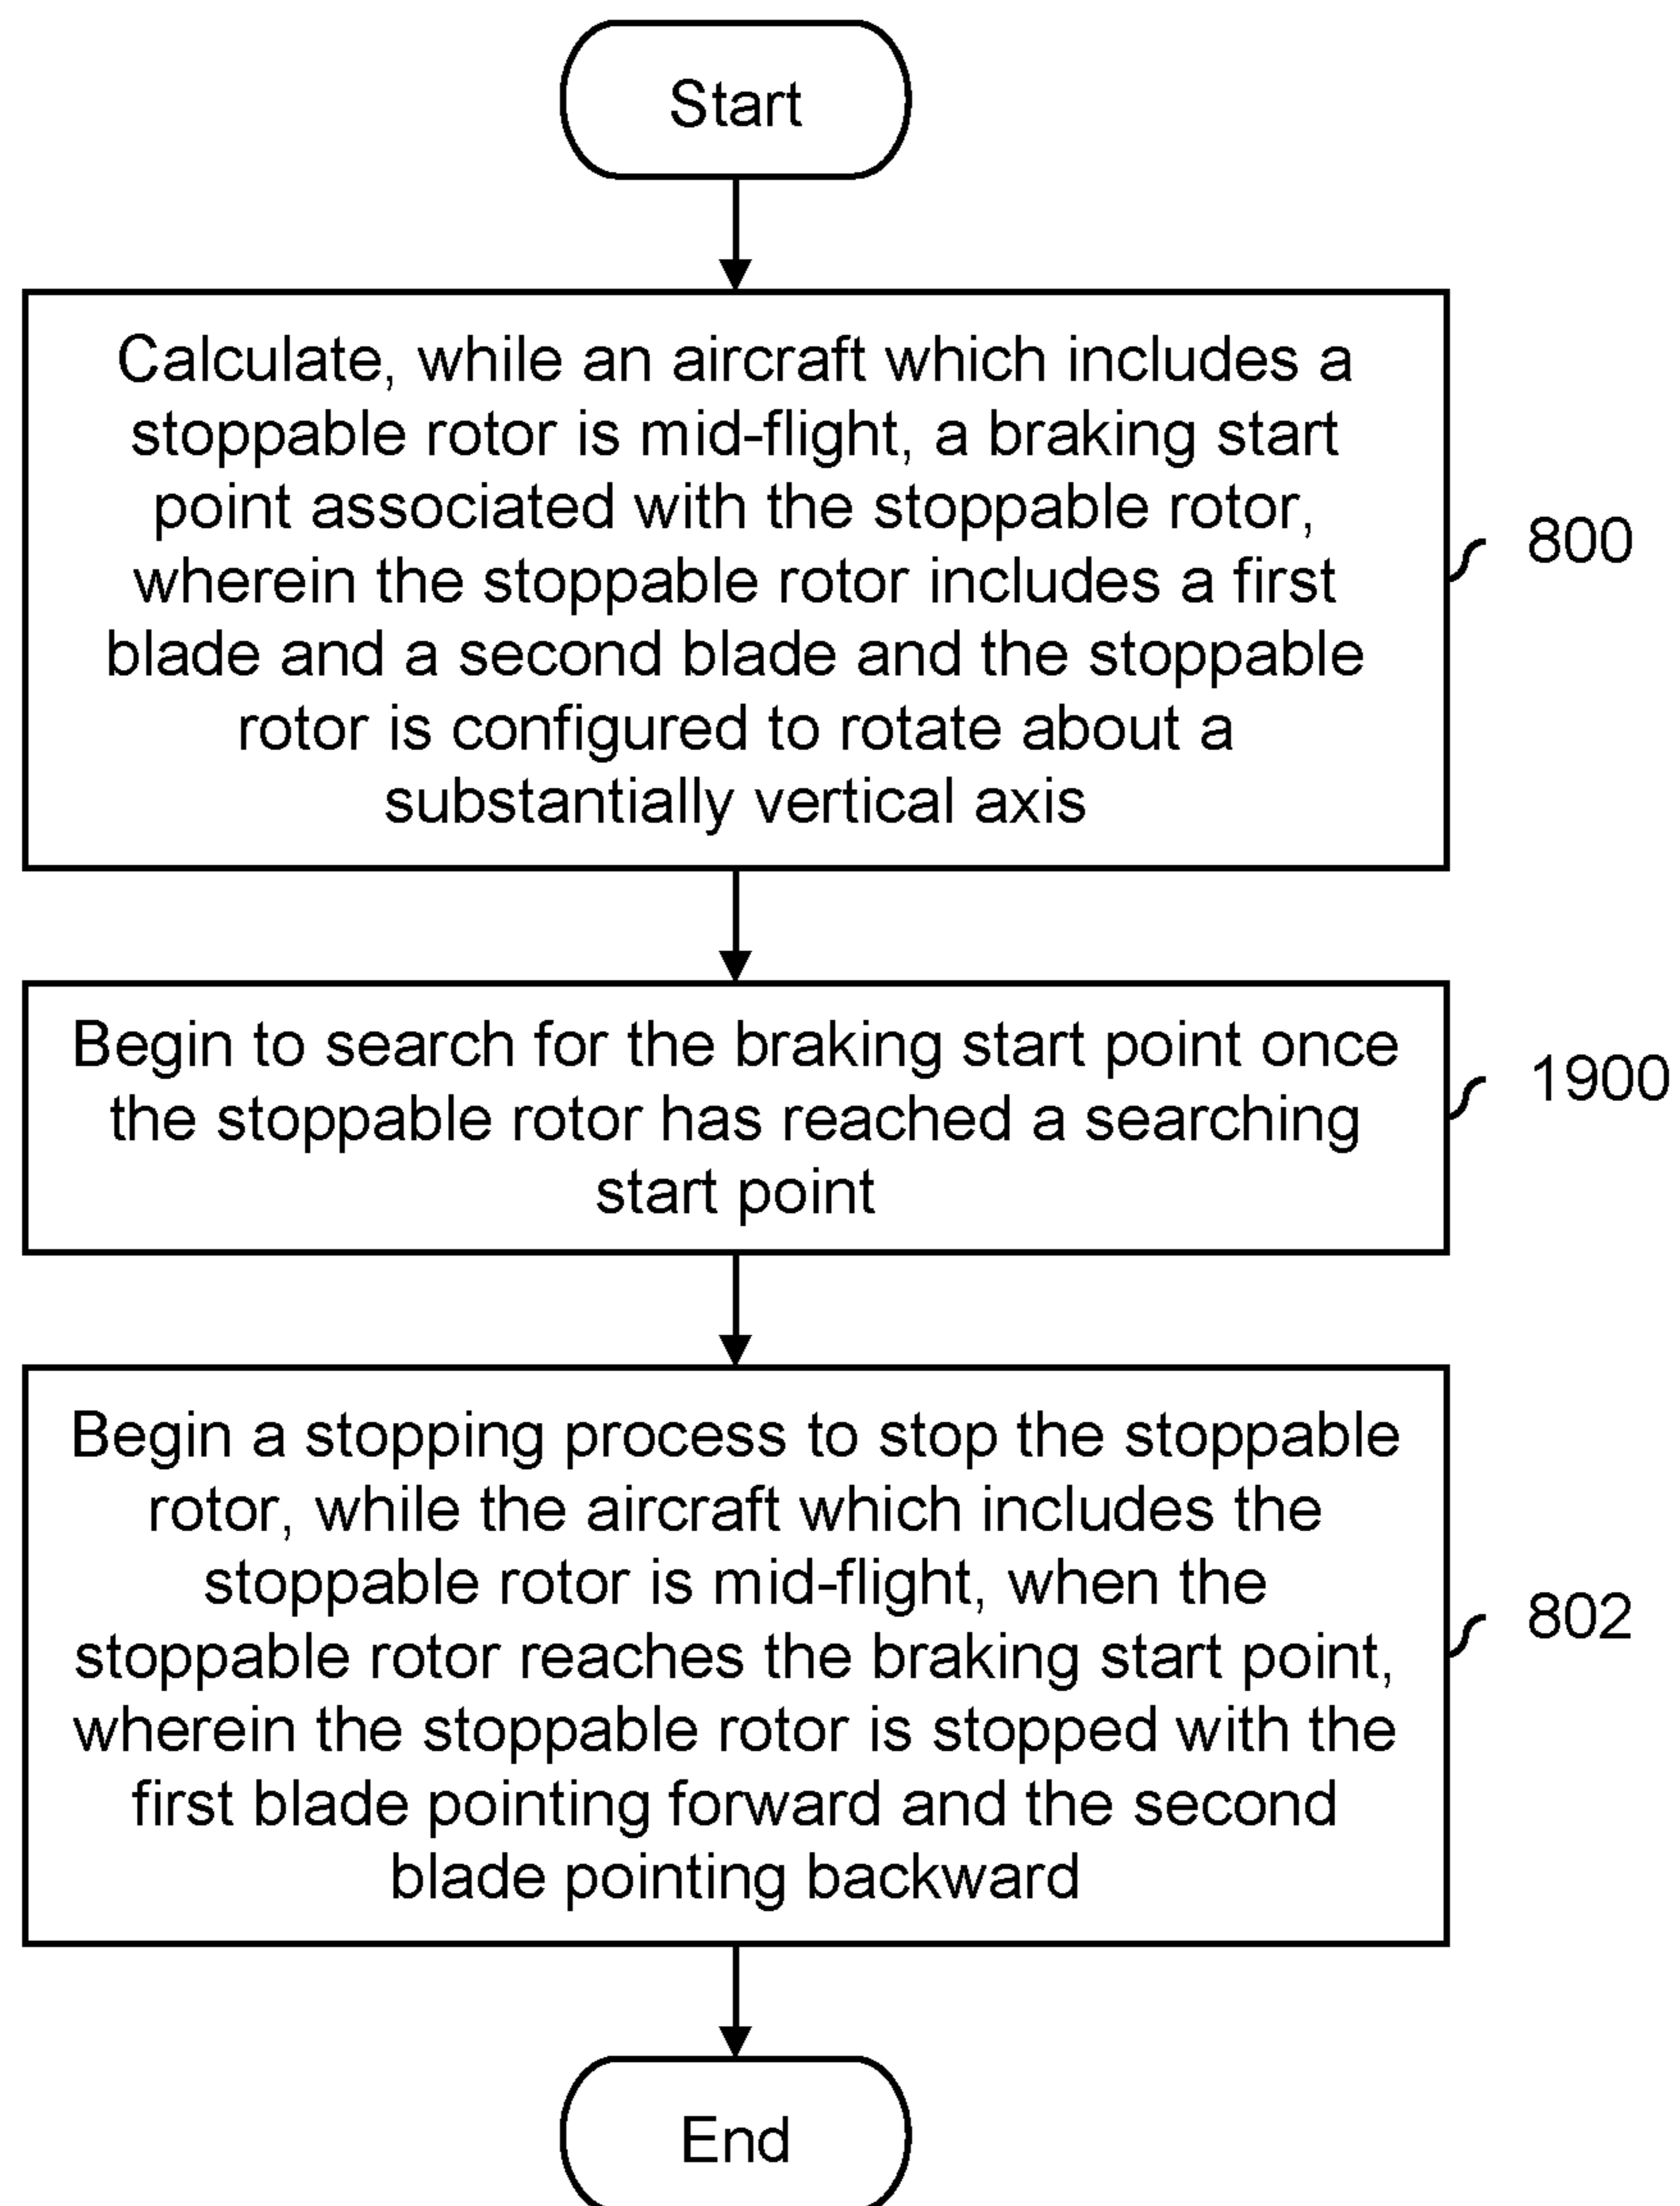 Start
Calculate, while an aircraft which includes a
stoppable rotor is mid-flight, a braking start
point associated with the stoppable rotor,
wherein the stoppable rotor includes a first
blade and a second blade and the stoppable
rotor is configured to rotate about a
substantially vertical axis
800
Begin to search for the braking start point once
the stoppable rotor has reached a searching
start point
1900
Begin a stopping process to stop the stoppable
rotor, while the aircraft which includes the
stoppable rotor is mid-flight, when the
stoppable rotor reaches the braking start point,
wherein the stoppable rotor is stopped with the
first blade pointing forward and the second
blade pointing backward
802
End